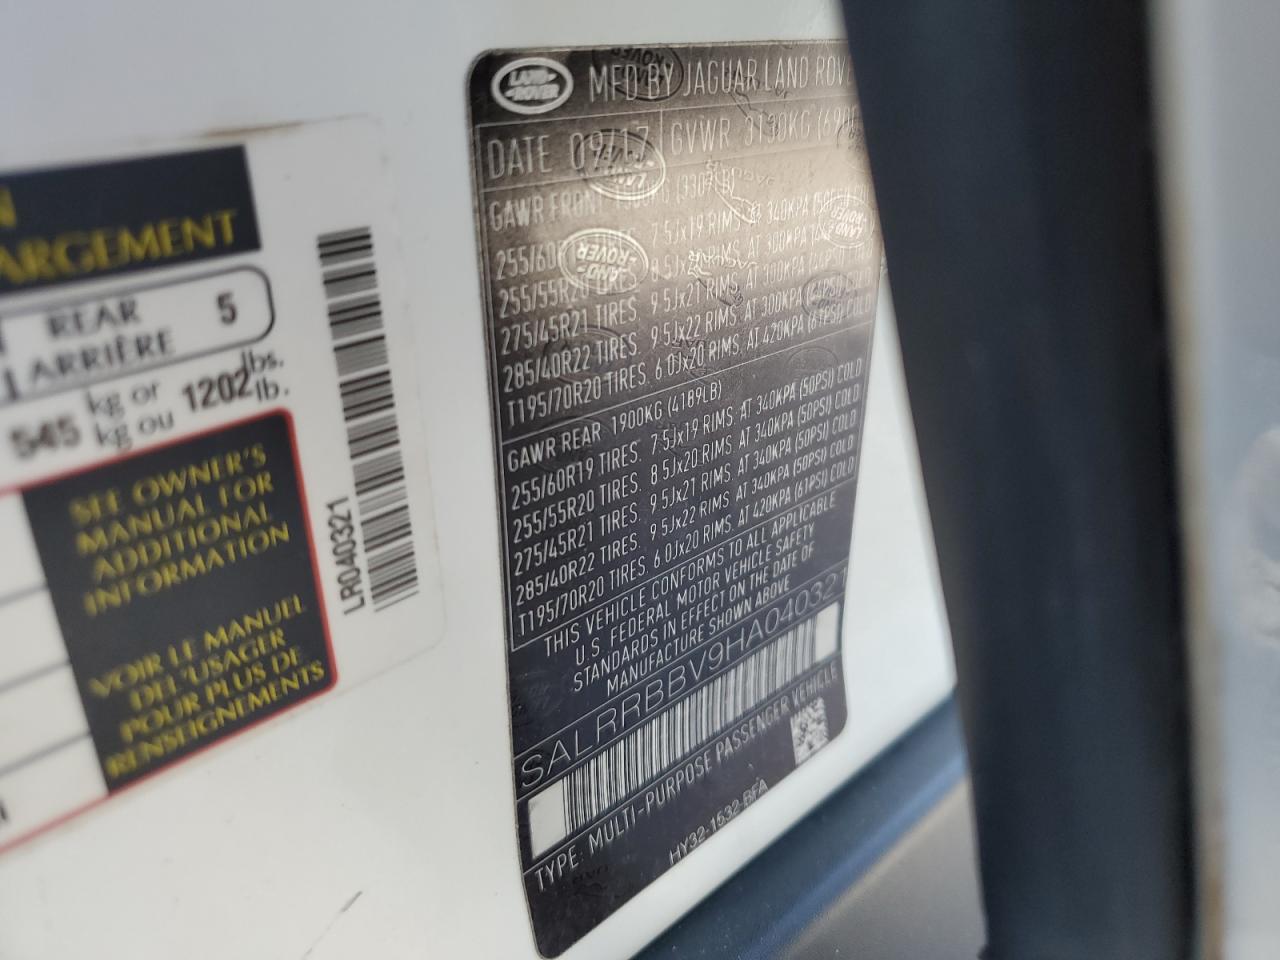 ARGEMENT
REAR 5
ARRIÈRE
545 kg or 1202 lbs.
kg ou lb.
SEE OWNER'S
MANUAL FOR
ADDITIONAL
INFORMATION
VOIR LE MANUEL
DE L'USAGER
POUR PLUS DE
RENSEIGNEMENTS
LR040321
LAND-
-ROVER
MFD BY JAGUAR LAND ROVE
DATE 09/17 GVWR 3130KG
GAWR FRONT
7.5Jx19 RIMS. AT 340KPA
255/55R20 TIRES. 8.5Jx20 RIMS. AT 300KPA
275/45R21 TIRES. 9.5Jx21 RIMS. AT 300KPA
285/40R22 TIRES. 9.5Jx22 RIMS. AT 300KPA
T195/70R20 TIRES. 6.0Jx20 RIMS. AT 420KPA (61PSI) COLD
GAWR REAR 1900KG (4189LB)
255/60R19 TIRES. 7.5Jx19 RIMS. AT 340KPA (50PSI) COLD
255/55R20 TIRES. 8.5Jx20 RIMS. AT 340KPA (50PSI) COLD
275/45R21 TIRES. 9.5Jx21 RIMS. AT 340KPA (50PSI) COLD
285/40R22 TIRES. 9.5Jx22 RIMS. AT 340KPA (50PSI) COLD
T195/70R20 TIRES. 6.0Jx20 RIMS. AT 420KPA (61PSI) COLD
THIS VEHICLE CONFORMS TO ALL APPLICABLE
U.S. FEDERAL MOTOR VEHICLE SAFETY
STANDARDS IN EFFECT ON THE DATE OF
MANUFACTURE SHOWN ABOVE
SALRRBBV9HA040321
TYPE: MULTI-PURPOSE PASSENGER VEHICLE
HY32-1532-BFA